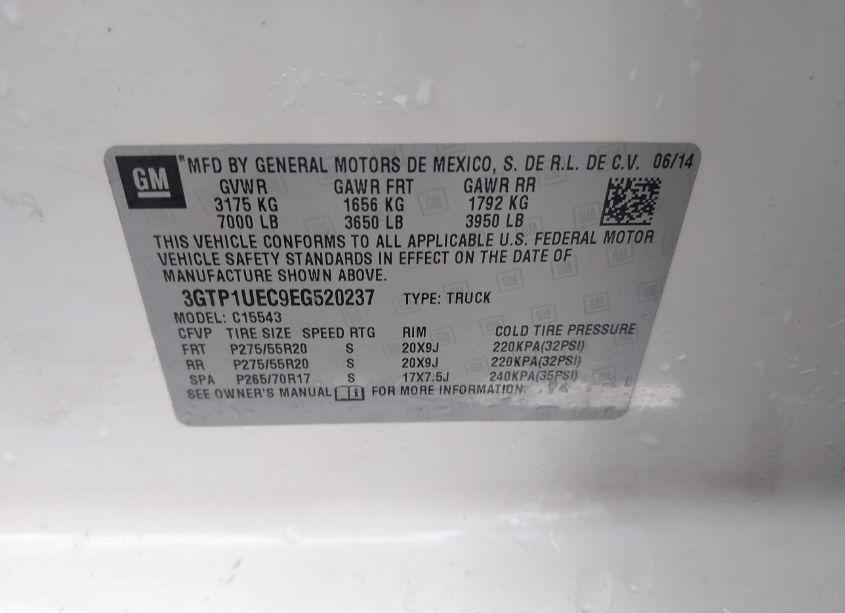 GM ® MFD BY GENERAL MOTORS DE MEXICO, S. DE R.L. DE C.V. 06/14
GVWR GAWR FRT GAWR RR
3175 KG 1656 KG 1792 KG
7000 LB 3650 LB 3950 LB
THIS VEHICLE CONFORMS TO ALL APPLICABLE U.S. FEDERAL MOTOR
VEHICLE SAFETY STANDARDS IN EFFECT ON THE DATE OF
MANUFACTURE SHOWN ABOVE.
3GTP1UEC9EG520237 TYPE: TRUCK
MODEL: C15543
CFVP TIRE SIZE SPEED RTG RIM COLD TIRE PRESSURE
FRT P275/55R20 S 20X9J 220KPA(32PSI)
RR P275/55R20 S 20X9J 220KPA(32PSI)
SPA P265/70R17 S 17X7.5J 240KPA(35PSI)
SEE OWNER'S MANUAL FOR MORE INFORMATION.